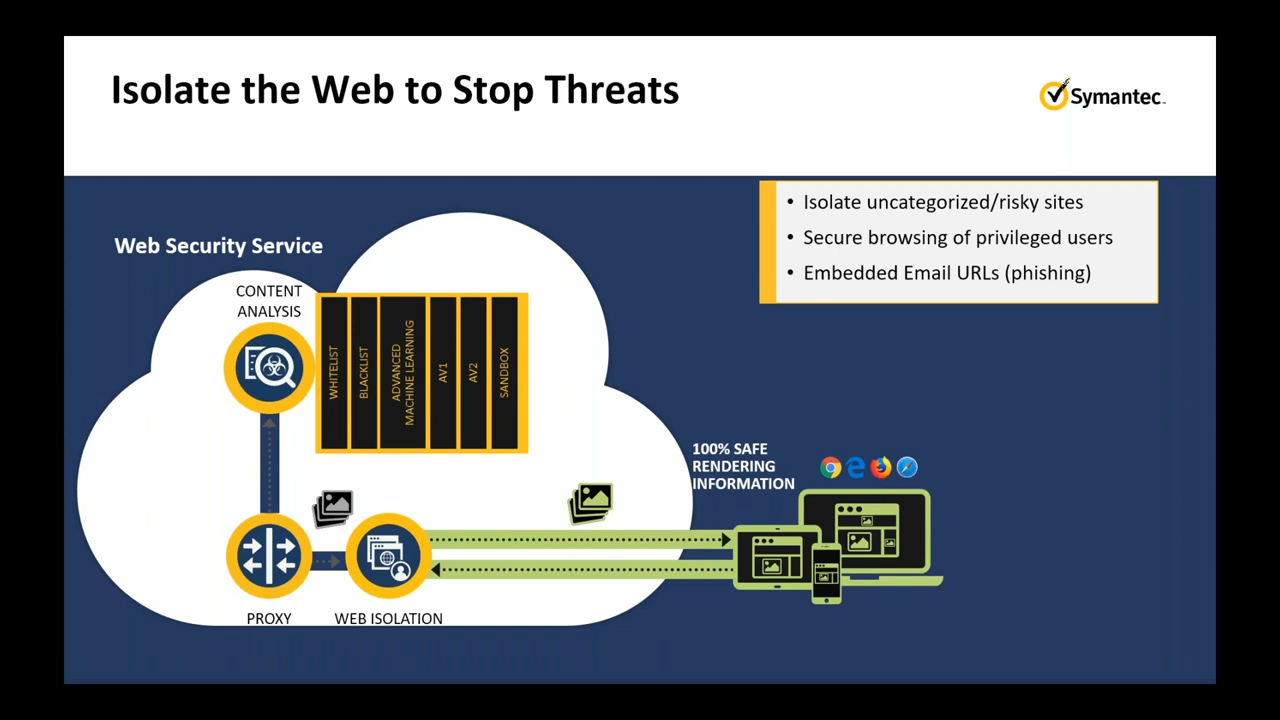 Isolate the Web to Stop Threats
Symantec™
• Isolate uncategorized/risky sites
• Secure browsing of privileged users
• Embedded Email URLs (phishing)
Web Security Service
CONTENT
ANALYSIS
WHITELIST
BLACKLIST
ADVANCED
MACHINE LEARNING
AV1
AV2
SANDBOX
100% SAFE
RENDERING
INFORMATION
PROXY
WEB ISOLATION